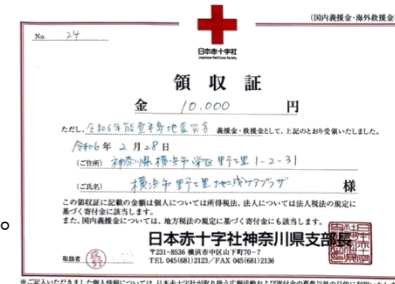 (国内義援金・海外救援金
No. 24
日本赤十字社
Japanese Red Cross Society
領収証
金 10.000 円
ただし、令和6年能登半島地震災害 義援金・救援金として、上記のとおり受領いたしました。
令和6年 2月 28日
(ご住所) 神奈川県横浜市栄区野七里1-2-31
(ご氏名) 横浜市野七里地域ケアプラザ 様
この領収証に記載の金額は個人については所得税法、法人については法人税法の規定に
基づく寄付金に該当します。
また、国内義援金については、地方税法の規定に基づく寄付金にも該当します。
日本赤十字社神奈川県支部長
〒231-8536 横浜市中区山下町70-7
取扱者 TEL 045(681)2123／FAX 045(681)2136